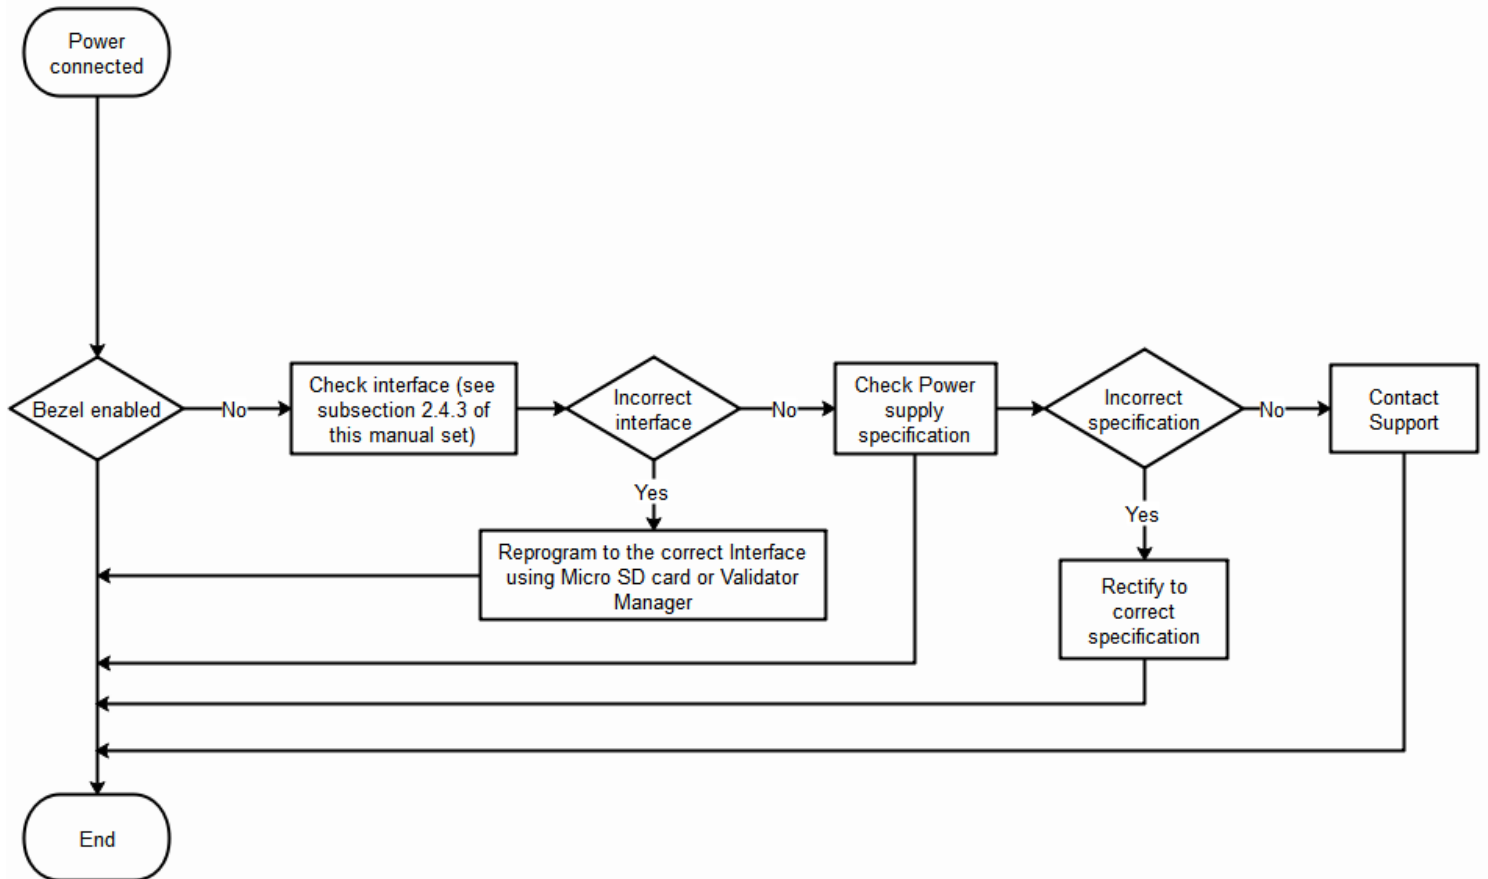 Power
connected
Bezel enabled
No
Check interface (see
subsection 2.4.3 of
this manual set)
Incorrect
interface
No
Check Power
supply
specification
Incorrect
specification
No
Contact
Support
Yes
Yes
Reprogram to the correct Interface
using Micro SD card or Validator
Manager
Rectify to
correct
specification
End